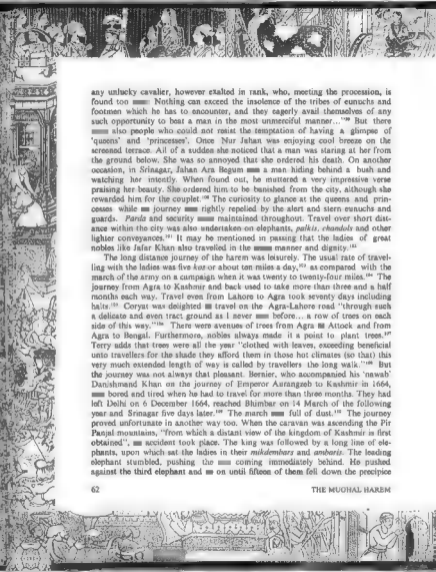 any unlucky cavalier, however exalted in rank, who, meeting the procession, is
found too Nothing can exceed the insolence of the tribes of eunuchs and
footmen which he has to encounter, and they eagerly avail themselves of any
such opportunity to beat a man in the most unmerciful manner..." But there
also people who could not resist the temptation of having a glimpse of
'queens' and 'princesses'. Once Nur Jahan was enjoying cool breeze on the
screened terrace. All of a sudden she noticed that a man was staring at her from
the ground below. She was so annoyed that she ordered his death. On another
occasion, in Srinagar, Jahan Ara Begum a man hiding behind a bush and
watching her intently. When found out, he muttered a very impressive verse
praising her beauty. She ordered him to be banished from the city, although she
rewarded him for the couplet. The curiosity to glance at the queens and prin-
cesses while journey rightly repelled by the alert and stern eunuchs and
guards. Parda and security maintained throughout. Travel over short dist-
ance within the city was also undertaken on elephants, palkis, chandols and other
lighter conveyances. It may be mentioned in passing that the ladies of great
nobles like Jafar Khan also travelled in the manner and dignity.
The long distance journey of the harem was leisurely. The usual rate of travel-
ling with the ladies was five kos or about ten miles a day, as compared with the
march of the army on a campaign when it was twenty to twenty-four miles. The
journey from Agra to Kashmir and back used to take more than three and a half
months each way. Travel even from Lahore to Agra took seventy days including
halts. Coryat was delighted travel on the Agra-Lahore road "through such
a delicate and even tract ground as I never before... a row of trees on each
side of this way." There were avenues of trees from Agra Attock and from
Agra to Bengal. Furthermore, nobles always made it a point to plant trees.
Terry adds that trees were all the year "clothed with leaves, exceeding beneficial
unto travellers for the shade they afford them in those hot climates (so that) this
very much extended length of way is called by travellers the long walk." But
the journey was not always that pleasant. Bernier, who accompanied his 'nawab'
Danishmand Khan on the journey of Emperor Aurangzeb to Kashmir in 1664,
bored and tired when he had to travel for more than three months. They had
left Delhi on 6 December 1664, reached Bhimbar on 14 March of the following
year and Srinagar five days later. The march full of dust. The journey
proved unfortunate in another way too. When the caravan was ascending the Pir
Panjal mountains, "from which a distant view of the kingdom of Kashmir is first
obtained", accident took place. The king was followed by a long line of ele-
phants, upon which sat the ladies in their mikdembars and ambaris. The leading
elephant stumbled, pushing the coming immediately behind. He pushed
against the third elephant and on until fifteen of them fell down the precipice
62 THE MUGHAL HAREM